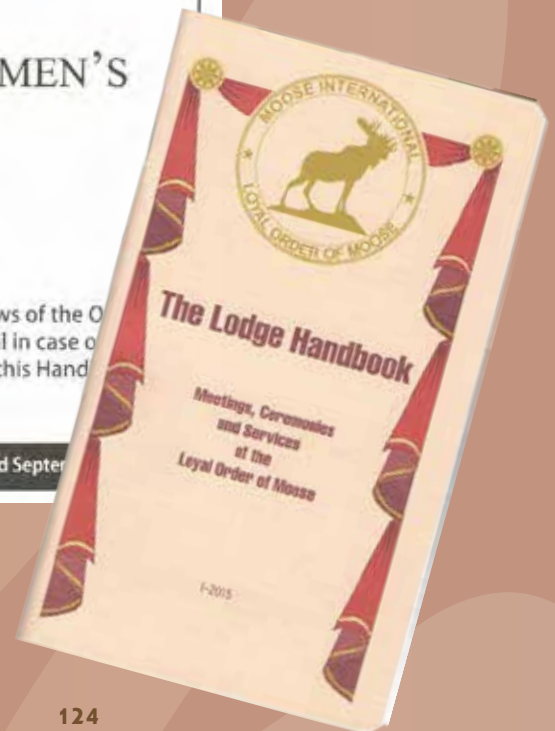 MEN'S
ws of the O
l in case o
this Hand
d Septer
MOOSE INTERNATIONAL
LOYAL ORDER OF MOOSE
The Lodge Handbook
Meetings, Ceremonies
and Services
of the
Loyal Order of Moose
I-2015
124